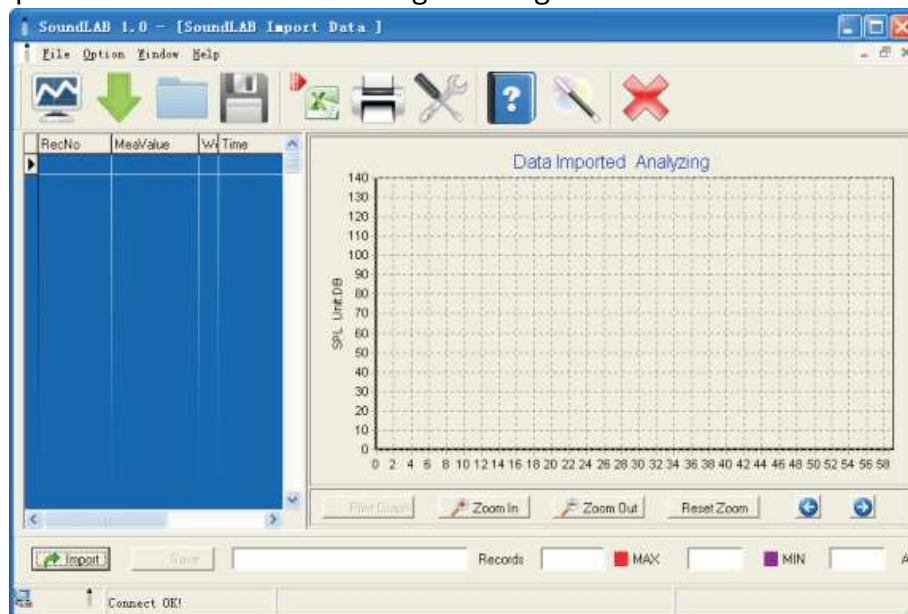 SoundLAB 1.0 - [SoundLAB Import Data ]
File Option Window Help
RecNo MeaValue Wi Time
Data Imported Analyzing
SPL Unit:DB
140
130
120
110
100
90
80
70
60
50
40
30
20
10
0
0 2 4 6 8 10 12 14 16 18 20 22 24 26 28 30 32 34 36 38 40 42 44 46 48 50 52 54 56 58
Print Graph Zoom In Zoom Out Reset Zoom
Import Save Records MAX MIN A
Connect OK!